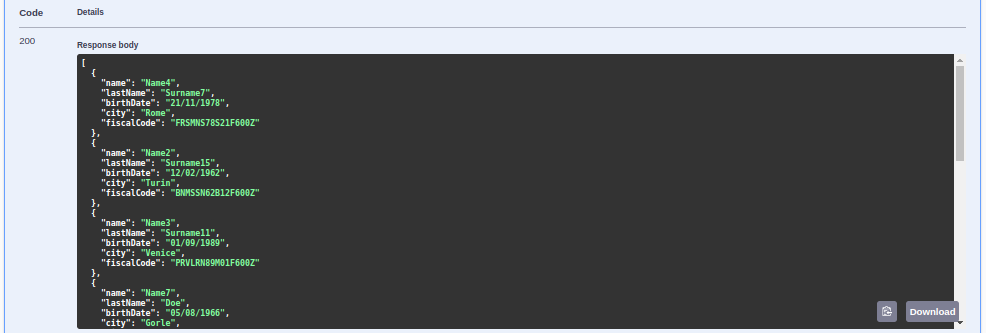 Code Details
200
Response body
[
{
"name": "Name4",
"lastName": "Surname7",
"birthDate": "21/11/1978",
"city": "Rome",
"fiscalCode": "FRSMNS78S21F600Z"
},
{
"name": "Name2",
"lastName": "Surname15",
"birthDate": "12/02/1962",
"city": "Turin",
"fiscalCode": "BNMSSN62B12F600Z"
},
{
"name": "Name3",
"lastName": "Surname11",
"birthDate": "01/09/1989",
"city": "Venice",
"fiscalCode": "PRVLRN89M01F600Z"
},
{
"name": "Name7",
"lastName": "Doe",
"birthDate": "05/08/1966",
"city": "Gorle",
Download